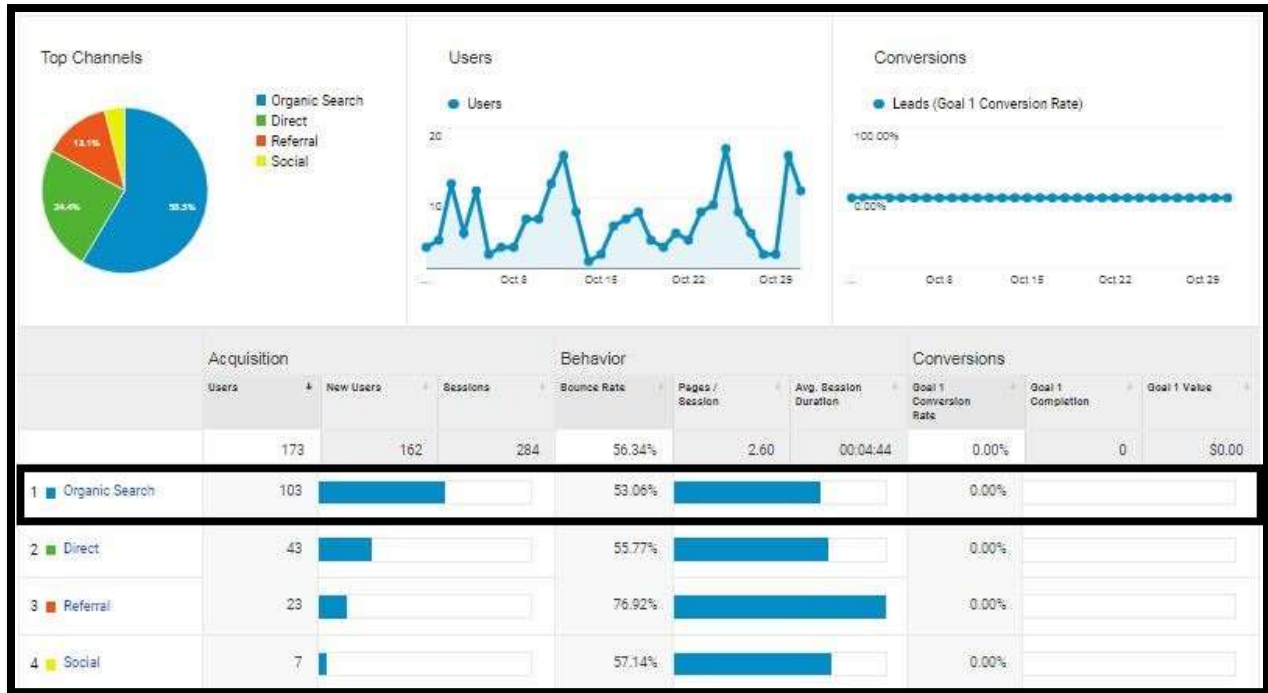 Top Channels
Organic Search
Direct
Referral
Social
13.1%
24.4%
58.5%
Users
Users
20
10
...
Oct 8
Oct 15
Oct 22
Oct 29
Conversions
Leads (Goal 1 Conversion Rate)
100.00%
0.00%
...
Oct 8
Oct 15
Oct 22
Oct 29
Acquisition Behavior Conversions
Users New Users Sessions Bounce Rate Pages / Session Avg. Session Duration Goal 1 Conversion Rate Goal 1 Completion Goal 1 Value
173 162 284 56.34% 2.60 00:04:44 0.00% 0 $0.00
1 Organic Search 103 53.06% 0.00%
2 Direct 43 55.77% 0.00%
3 Referral 23 76.92% 0.00%
4 Social 7 57.14% 0.00%